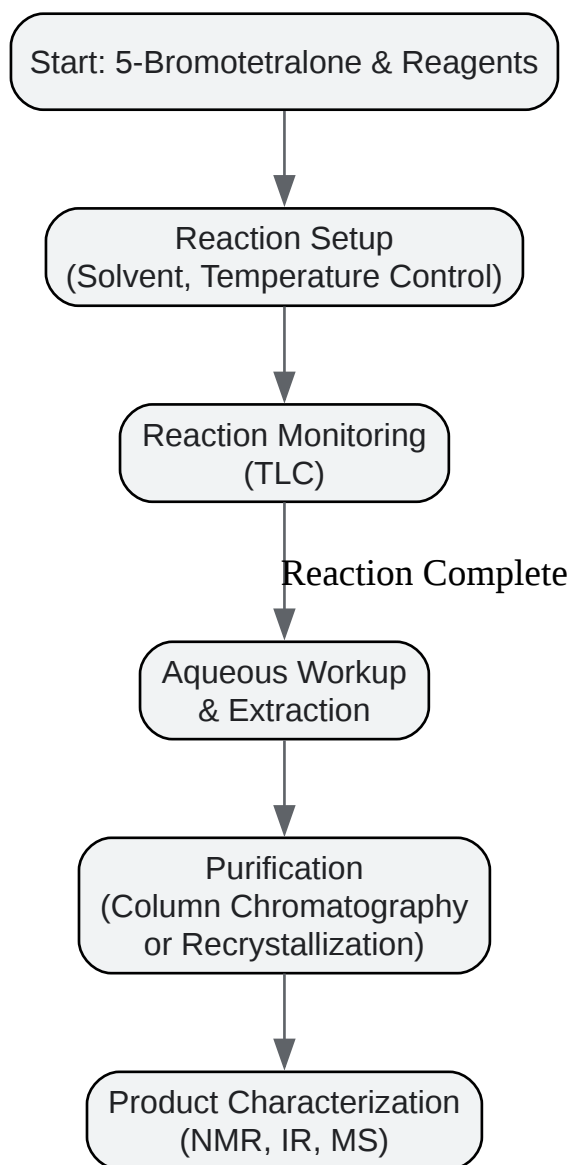 Start: 5-Bromotetralone & Reagents
Reaction Setup
(Solvent, Temperature Control)
Reaction Monitoring
(TLC)
Reaction Complete
Aqueous Workup
& Extraction
Purification
(Column Chromatography
or Recrystallization)
Product Characterization
(NMR, IR, MS)